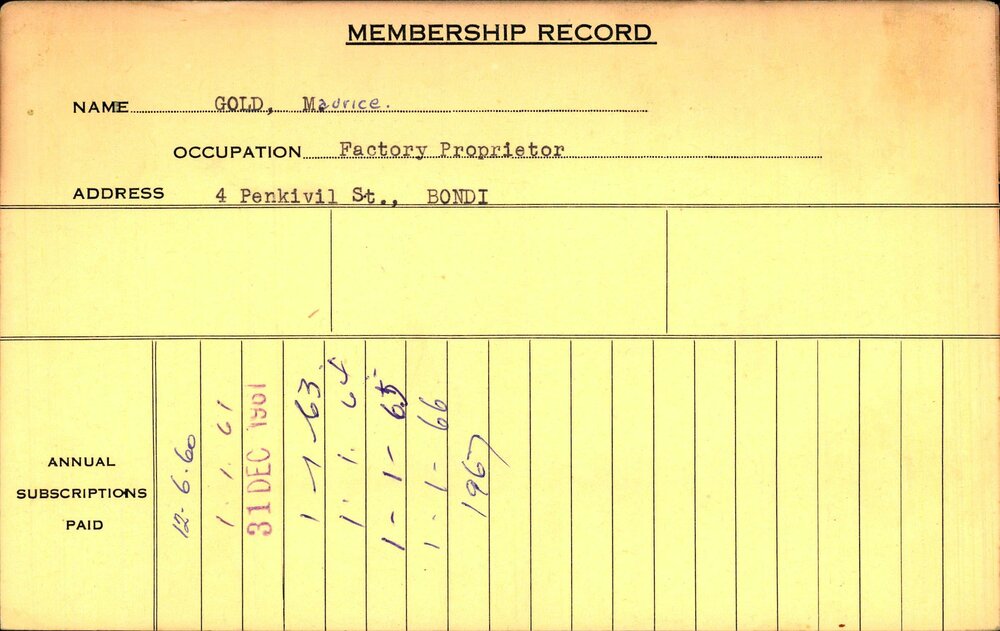 MEMBERSHIP RECORD
NAME GOLD, Maurice.
OCCUPATION Factory Proprietor
ADDRESS 4 Penkivil St., BONDI
ANNUAL
SUBSCRIPTIONS
PAID
12-6-60
1.1.61
31 DEC 1961
1-1-63
1.1.64
1-1-65
1-1-66
1967